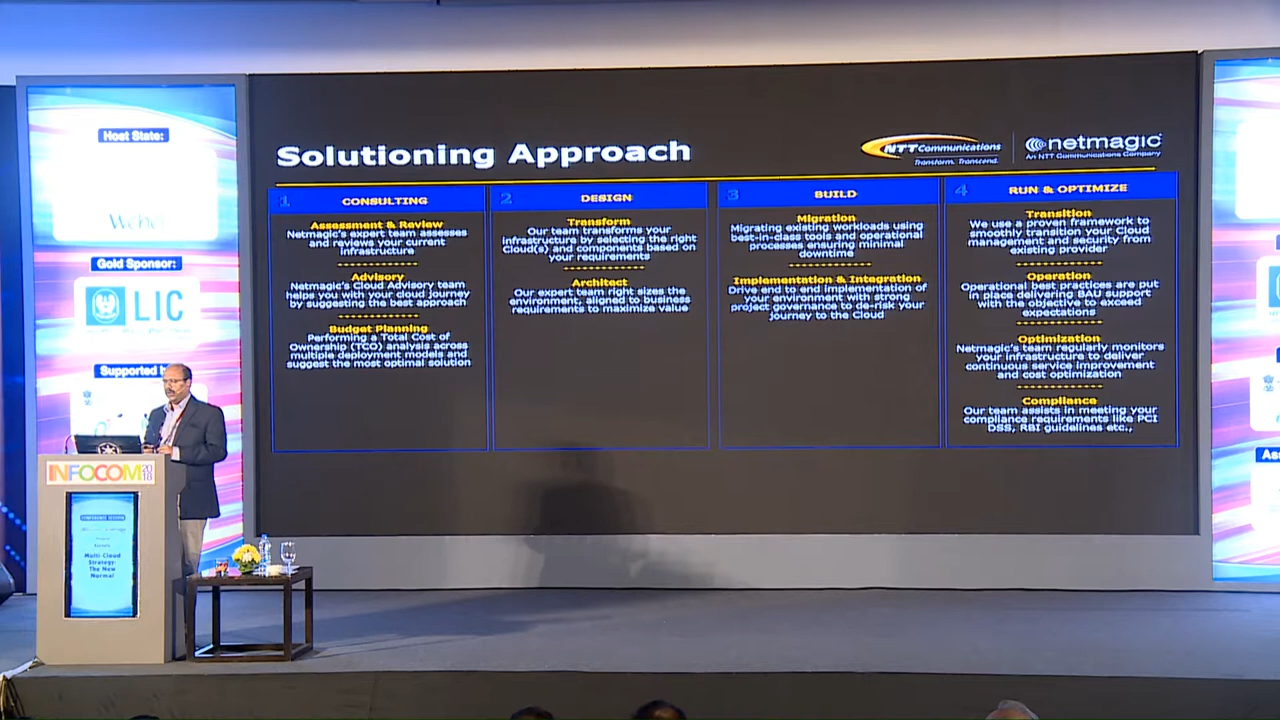 Host State:
Webel
Gold Sponsor:
LIC
Supported b
INFOCOM 2018
CONFERENCE SESSION
Multi-Cloud
Strategy:
The New
Normal
Solutioning Approach
NTT Communications
Transform. Transcend.
netmagic
An NTT Communications Company
1 CONSULTING
Assessment & Review
Netmagic's expert team assesses
and reviews your current
infrastructure
Advisory
Netmagic's Cloud Advisory team
helps you with your cloud journey
by suggesting the best approach
Budget Planning
Performing a Total Cost of
Ownership (TCO) analysis across
multiple deployment models and
suggest the most optimal solution
2 DESIGN
Transform
Our team transforms your
infrastructure by selecting the right
Cloud(s) and components based on
your requirements
Architect
Our expert team right sizes the
environment, aligned to business
requirements to maximize value
3 BUILD
Migration
Migrating existing workloads using
best-in-class tools and operational
processes ensuring minimal
downtime
Implementation & Integration
Drive end to end implementation of
your environment with strong
project governance to de-risk your
journey to the Cloud
4 RUN & OPTIMIZE
Transition
We use a proven framework to
smoothly transition your Cloud
management and security from
existing provider
Operation
Operational best practices are put
in place delivering BAU support
with the objective to exceed
expectations
Optimization
Netmagic's team regularly monitors
your infrastructure to deliver
continuous service improvement
and cost optimization
Compliance
Our team assists in meeting your
compliance requirements like PCI
DSS, RBI guidelines etc.,
As